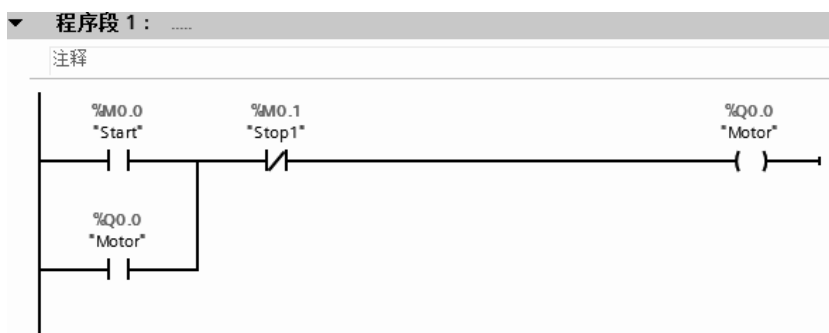 程序段 1： .....
注释
%M0.0 %M0.1 %Q0.0
"Start" "Stop1" "Motor"
%Q0.0
"Motor"